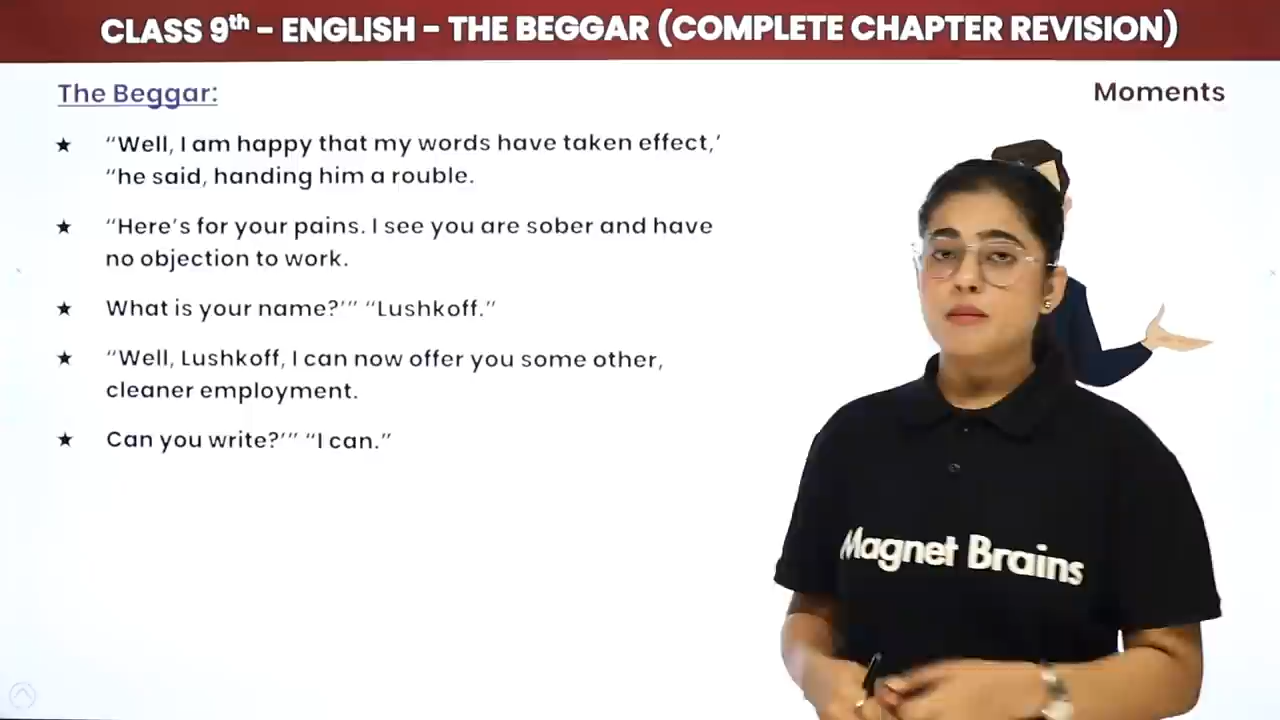 CLASS 9th – ENGLISH – THE BEGGAR (COMPLETE CHAPTER REVISION)
The Beggar:
Moments
★ “Well, I am happy that my words have taken effect,’
“he said, handing him a rouble.
★ “Here’s for your pains. I see you are sober and have
no objection to work.
★ What is your name?’” “Lushkoff.”
★ “Well, Lushkoff, I can now offer you some other,
cleaner employment.
★ Can you write?’” “I can.”
Magnet Brains